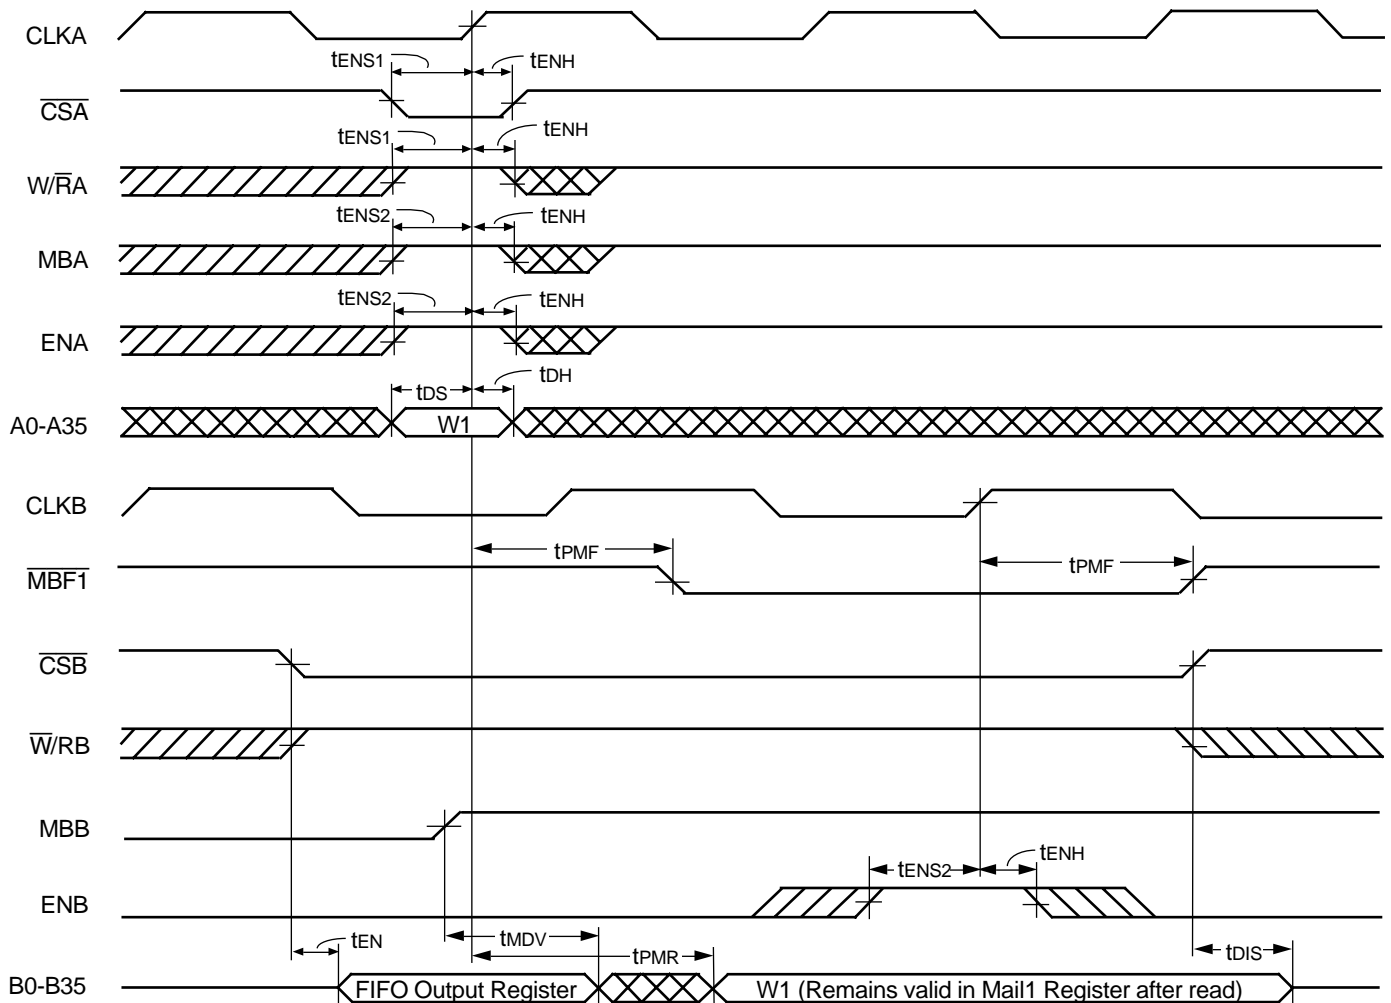 CLKA
tENS1
tENH
CSA
tENS1
tENH
W/RA
tENS2
tENH
MBA
tENS2
tENH
ENA
tDS
tDH
A0-A35
W1
CLKB
tPMF
tPMF
MBF1
CSB
W/RB
MBB
tENS2
tENH
ENB
tEN
tMDV
tPMR
tDIS
B0-B35
FIFO Output Register
W1 (Remains valid in Mail1 Register after read)